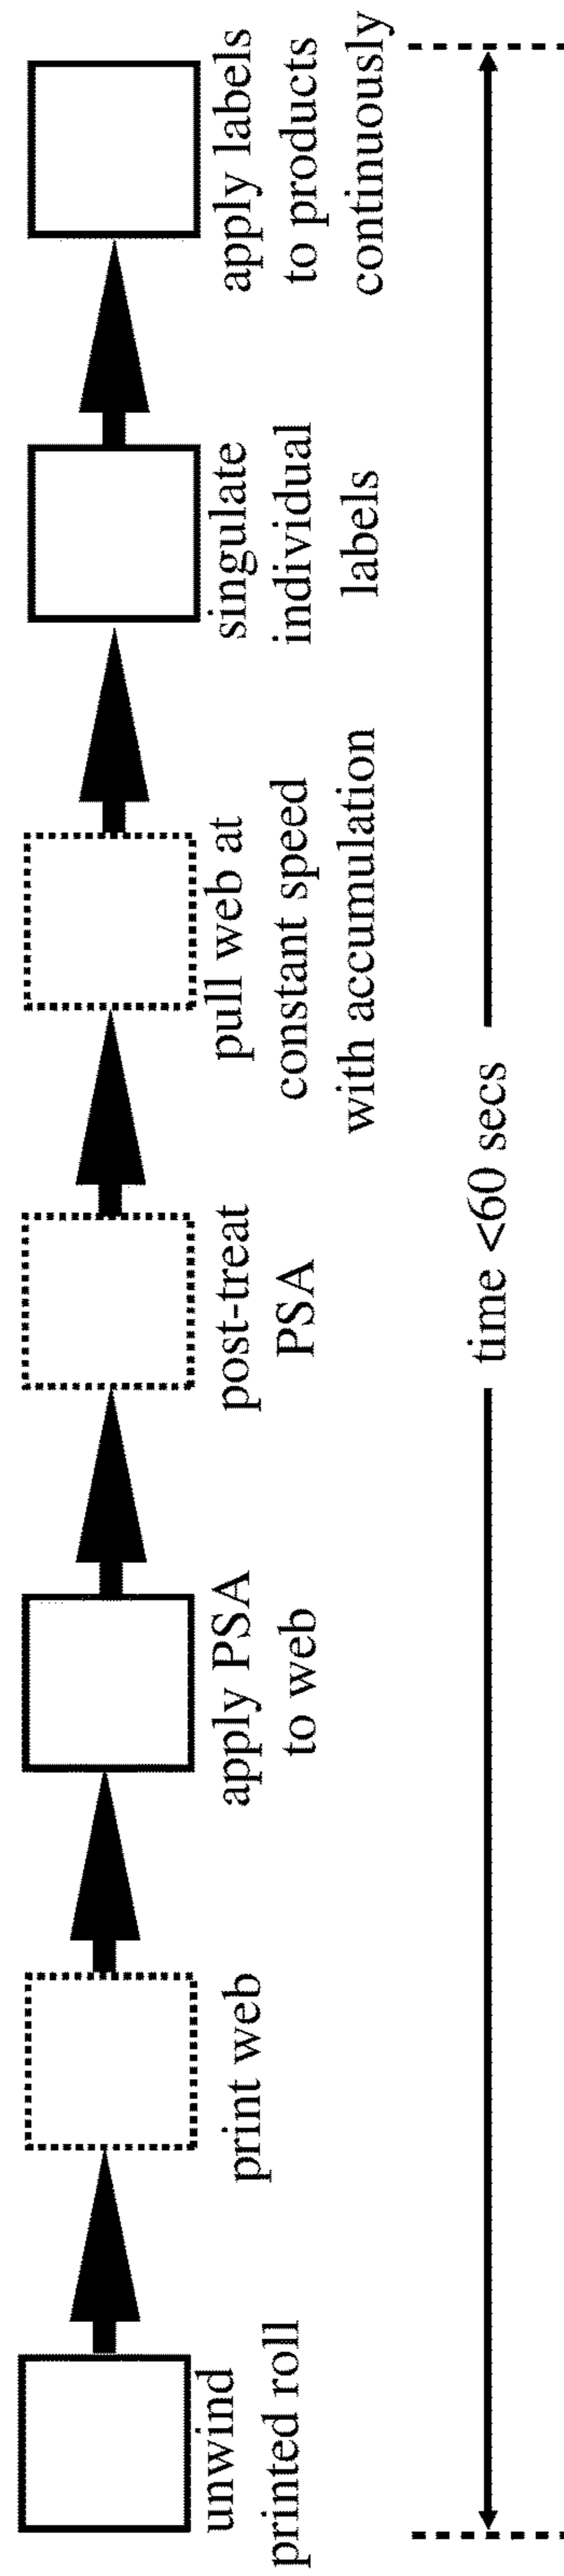 unwind
printed roll
print web
apply PSA
to web
post-treat
PSA
pull web at
constant speed
with accumulation
singulate
individual
labels
apply labels
to products
continuously
time <60 secs